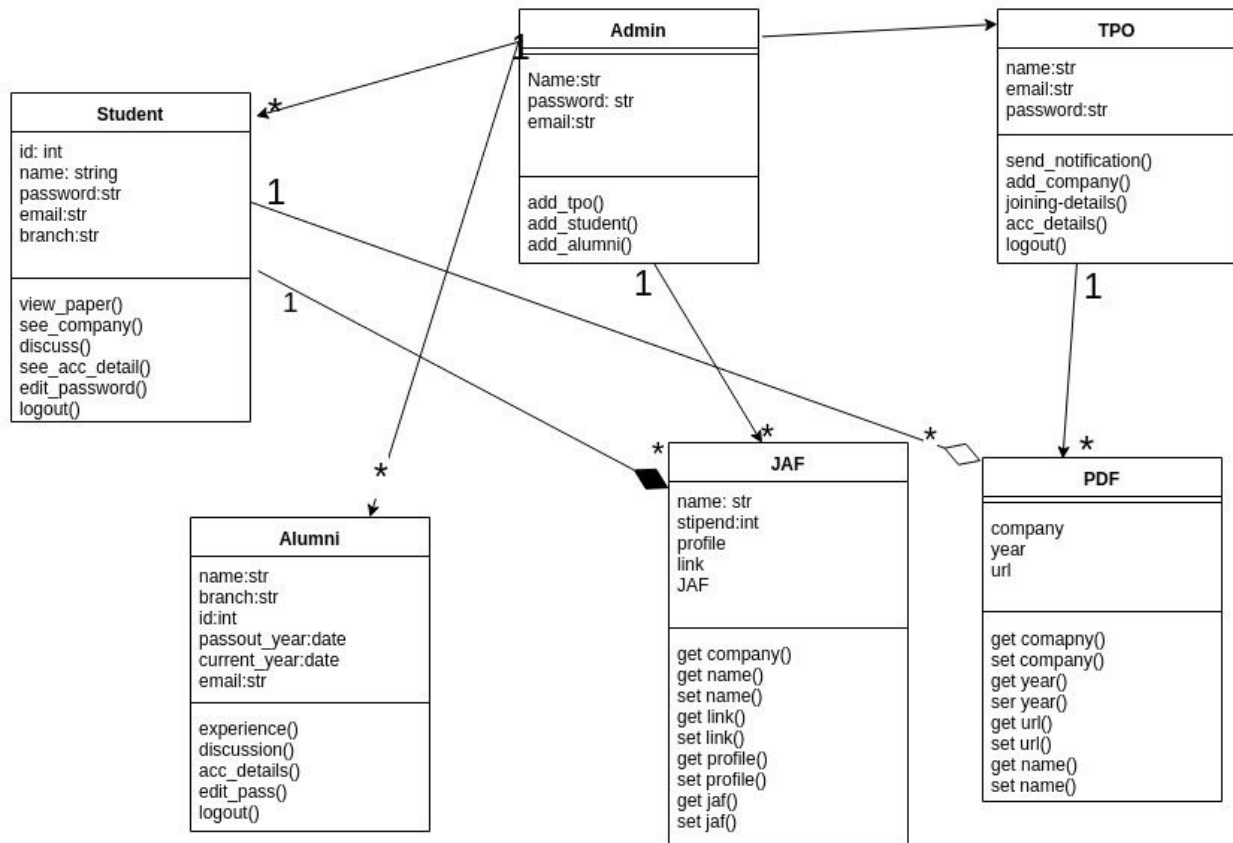 Admin
Name:str
password: str
email:str
add_tpo()
add_student()
add_alumni()
TPO
name:str
email:str
password:str
send_notification()
add_company()
joining-details()
acc_details()
logout()
Student
id: int
name: string
password:str
email:str
branch:str
view_paper()
see_company()
discuss()
see_acc_detail()
edit_password()
logout()
1
*
1
1
1
1
*
*
*
*
*
Alumni
name:str
branch:str
id:int
passout_year:date
current_year:date
email:str
experience()
discussion()
acc_details()
edit_pass()
logout()
JAF
name: str
stipend:int
profile
link
JAF
get company()
get name()
set name()
get link()
set link()
get profile()
set profile()
get jaf()
set jaf()
PDF
company
year
url
get comapny()
set company()
get year()
ser year()
get url()
set url()
get name()
set name()